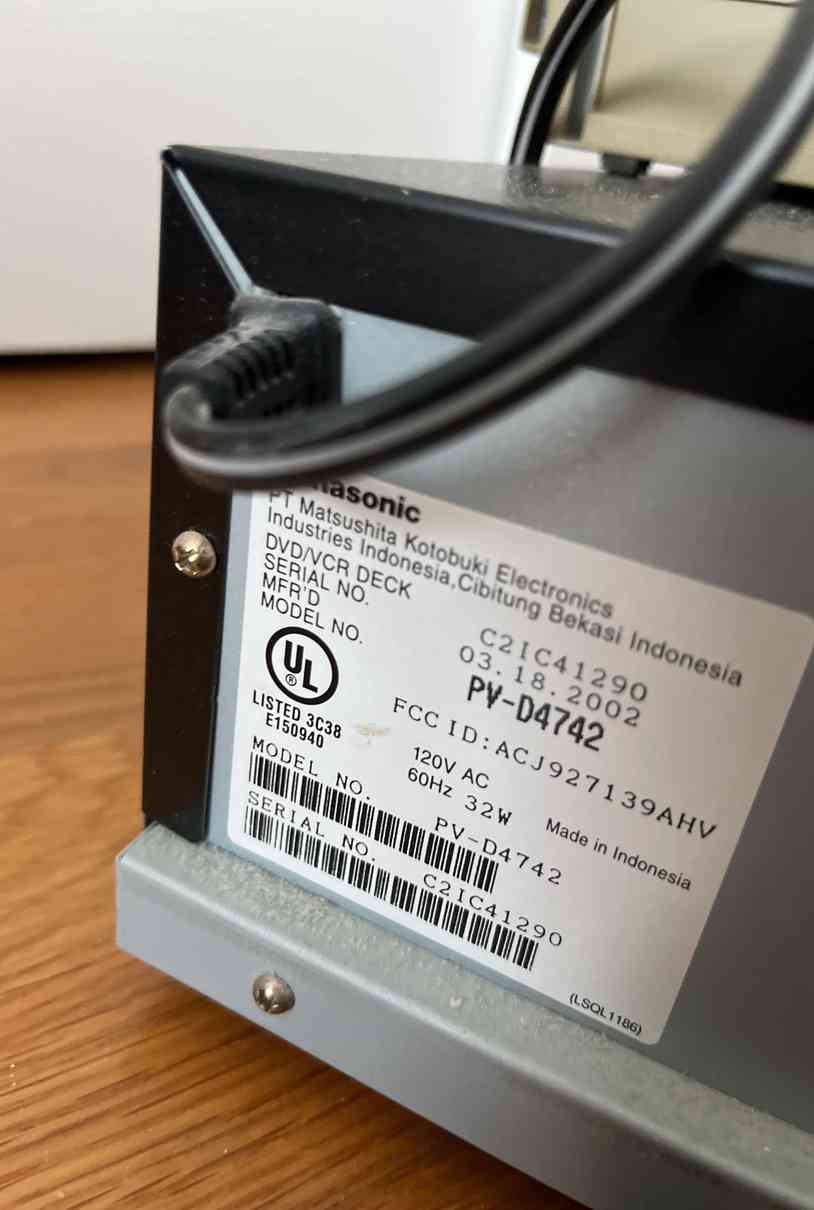 Panasonic
PT Matsushita Kotobuki Electronics
Industries Indonesia,Cibitung Bekasi Indonesia
DVD/VCR DECK
SERIAL NO. C2IC41290
MFR'D 03.18.2002
MODEL NO. PV-D4742
UL ®
LISTED 3C38
E150940
FCC ID:ACJ927139AHV
120V AC
60Hz 32W
Made in Indonesia
MODEL NO. PV-D4742
SERIAL NO. C2IC41290
(LSQL1186)